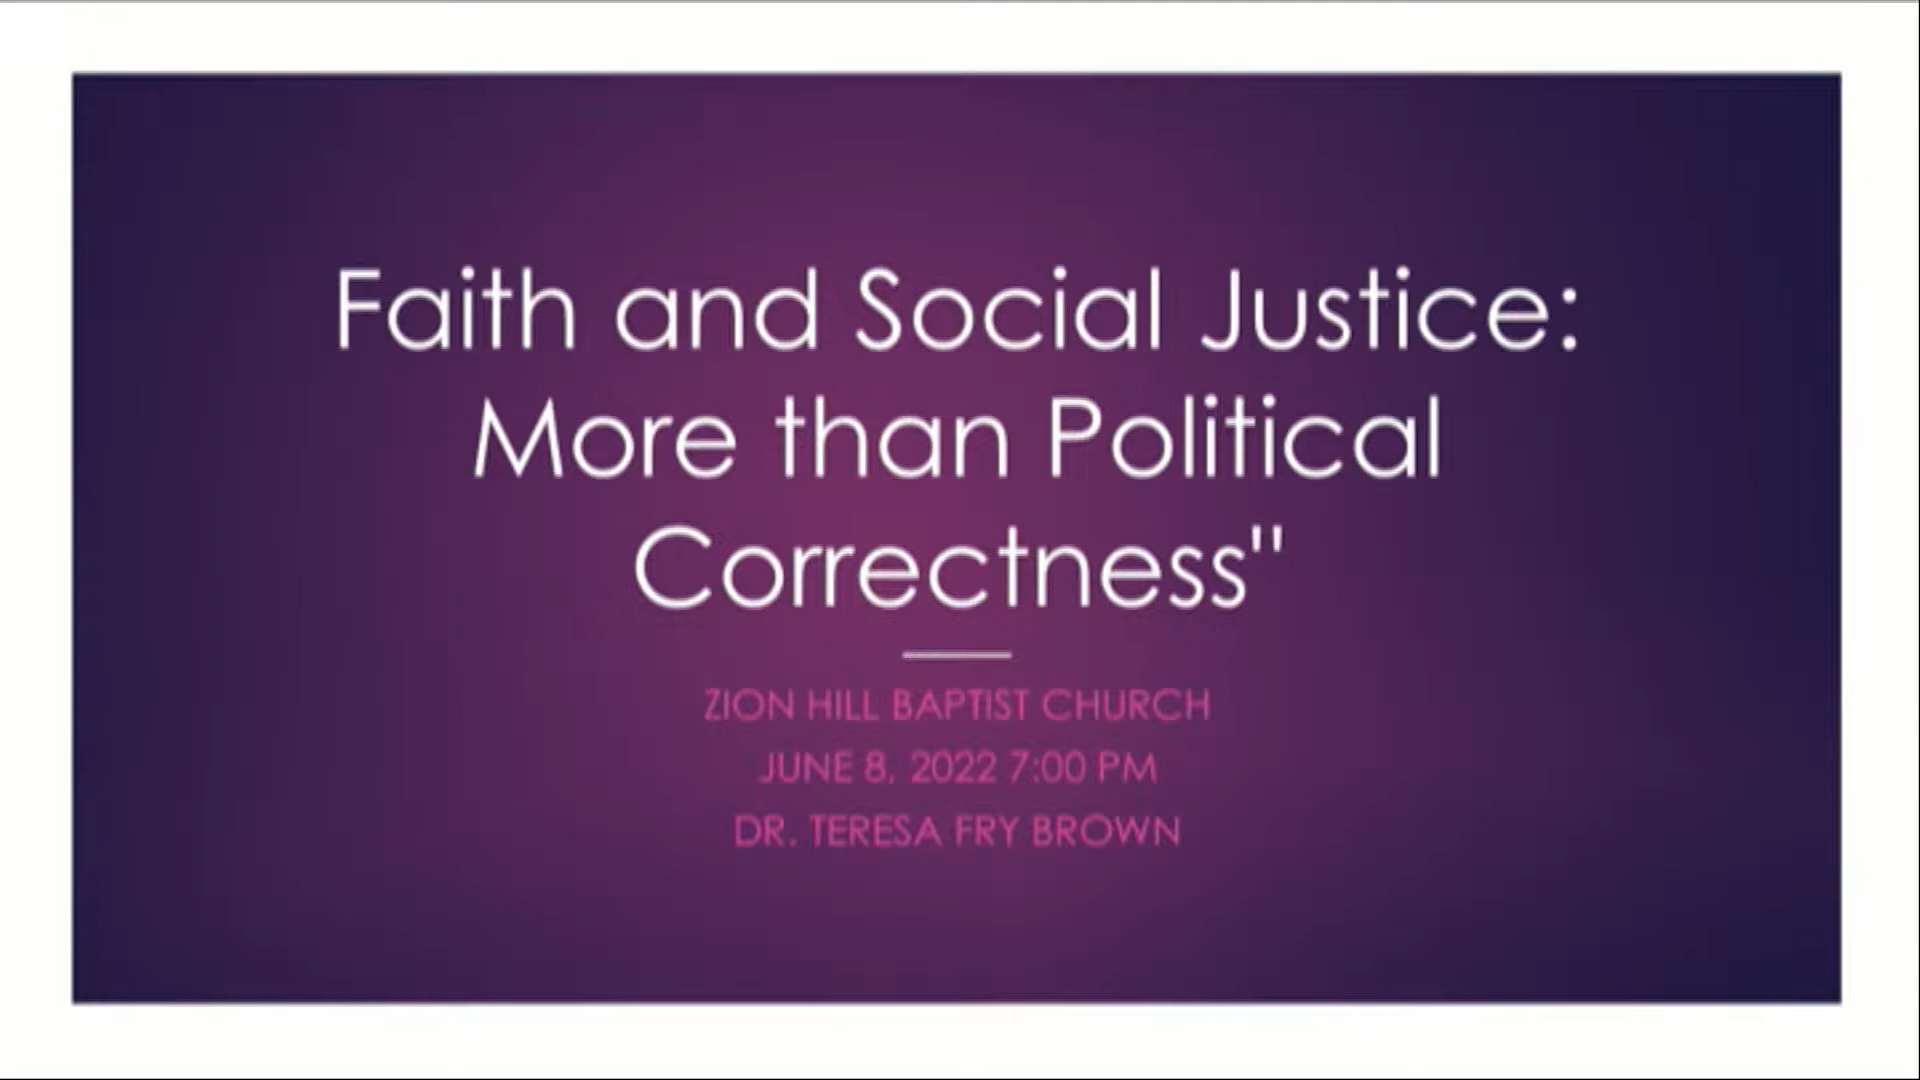 Faith and Social Justice:
More than Political
Correctness"
ZION HILL BAPTIST CHURCH
JUNE 8, 2022 7:00 PM
DR. TERESA FRY BROWN